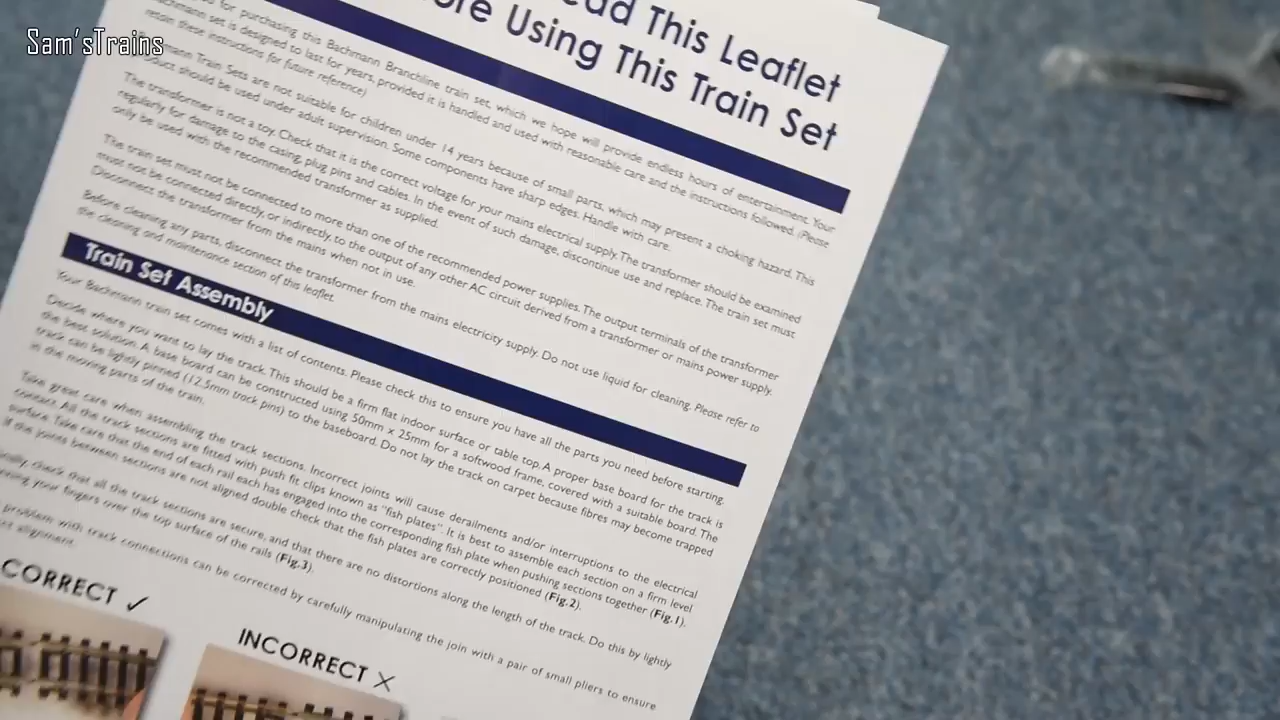 Sam'sTrains
ead This Leaflet
ore Using This Train Set
for purchasing this Bachmann Branchline train set, which we hope will provide endless hours of entertainment. Your
Bachmann set is designed to last for years, provided it is handled and used with reasonable care and the instructions followed. (Please
retain these instructions for future reference)
Bachmann Train Sets are not suitable for children under 14 years because of small parts, which may present a choking hazard. This
product should be used under adult supervision. Some components have sharp edges. Handle with care.
The transformer is not a toy. Check that it is the correct voltage for your mains electrical supply. The transformer should be examined
regularly for damage to the casing, plug pins and cables. In the event of such damage, discontinue use and replace. The train set must
only be used with the recommended transformer as supplied.
The train set must not be connected to more than one of the recommended power supplies. The output terminals of the transformer
must not be connected directly, or indirectly, to the output of any other AC circuit derived from a transformer or mains power supply.
Disconnect the transformer from the mains when not in use.
Before cleaning any parts, disconnect the transformer from the mains electricity supply. Do not use liquid for cleaning. Please refer to
the cleaning and maintenance section of this leaflet.
Train Set Assembly
Your Bachmann train set comes with a list of contents. Please check this to ensure you have all the parts you need before starting.
Decide where you want to lay the track. This should be a firm flat indoor surface or table top. A proper base board for the track is
the best solution. A base board can be constructed using 50mm x 25mm for a softwood frame, covered with a suitable board. The
track can be lightly pinned (12.5mm track pins) to the baseboard. Do not lay the track on carpet because fibres may become trapped
in the moving parts of the train.
Take great care when assembling the track sections. Incorrect joints will cause derailments and/or interruptions to the electrical
contact. All the track sections are fitted with push fit clips known as "fish plates". It is best to assemble each section on a firm level
surface. Take care that the end of each rail each has engaged into the corresponding fish plate when pushing sections together (Fig.1).
If the joints between sections are not aligned double check that the fish plates are correctly positioned (Fig.2).
nally, check that all the track sections are secure, and that there are no distortions along the length of the track. Do this by lightly
nning your fingers over the top surface of the rails (Fig.3).
problem with track connections can be corrected by carefully manipulating the join with a pair of small pliers to ensure
alignment.
CORRECT ✓
INCORRECT ✕